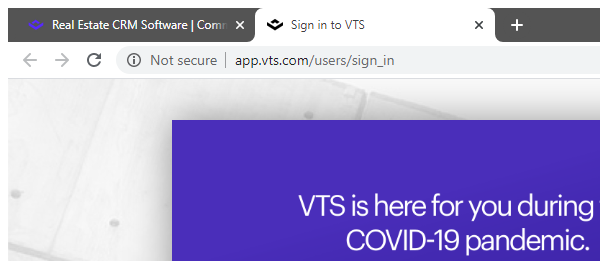 Real Estate CRM Software | Comm
Sign in to VTS
Not secure | app.vts.com/users/sign_in
VTS is here for you during
COVID-19 pandemic.